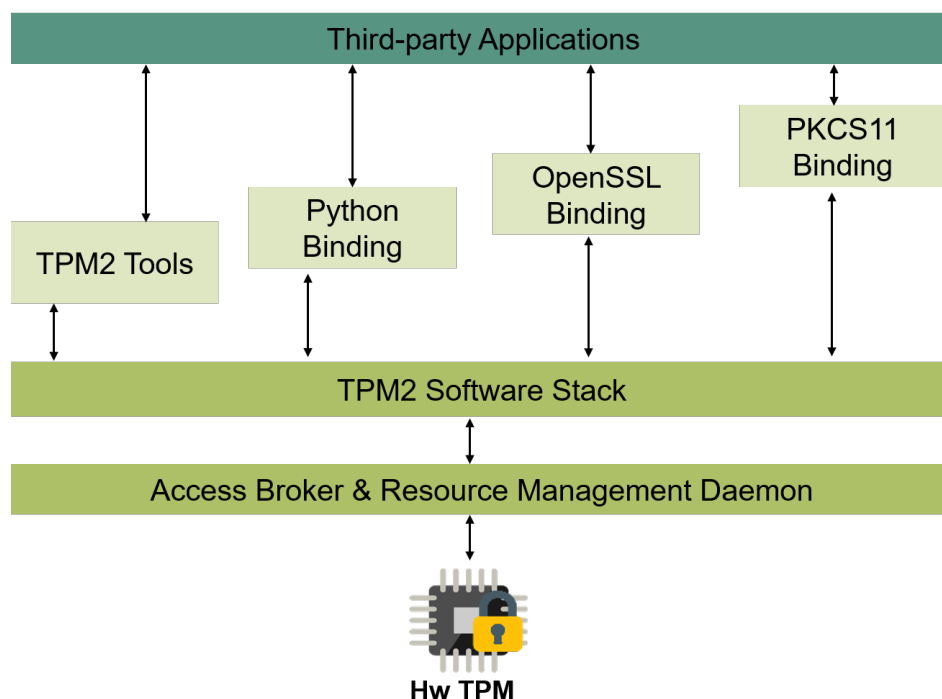 Third-party Applications
PKCS11
Binding
OpenSSL
Binding
Python
Binding
TPM2 Tools
TPM2 Software Stack
Access Broker & Resource Management Daemon
Hw TPM